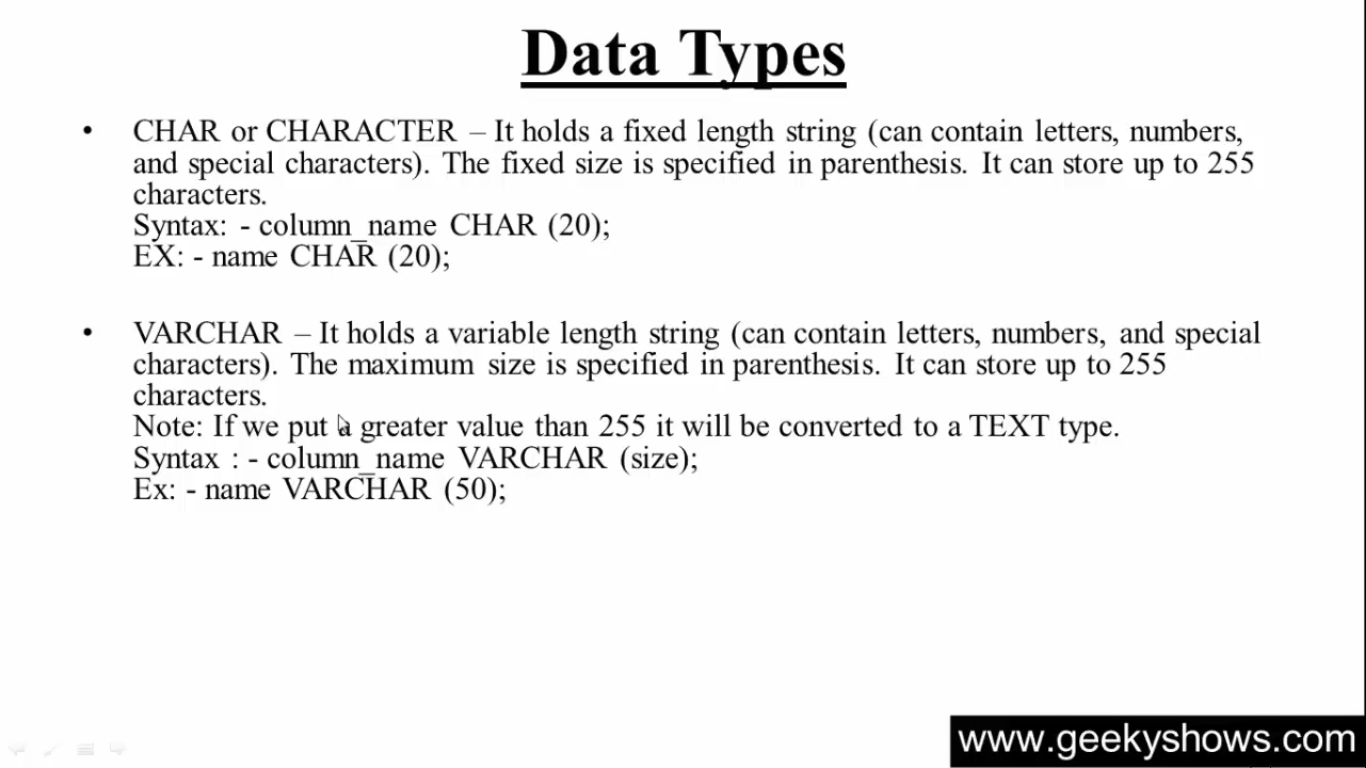 Data Types
• CHAR or CHARACTER – It holds a fixed length string (can contain letters, numbers,
and special characters). The fixed size is specified in parenthesis. It can store up to 255
characters.
Syntax: - column_name CHAR (20);
EX: - name CHAR (20);
• VARCHAR – It holds a variable length string (can contain letters, numbers, and special
characters). The maximum size is specified in parenthesis. It can store up to 255
characters.
Note: If we put a greater value than 255 it will be converted to a TEXT type.
Syntax : - column_name VARCHAR (size);
Ex: - name VARCHAR (50);
www.geekyshows.com